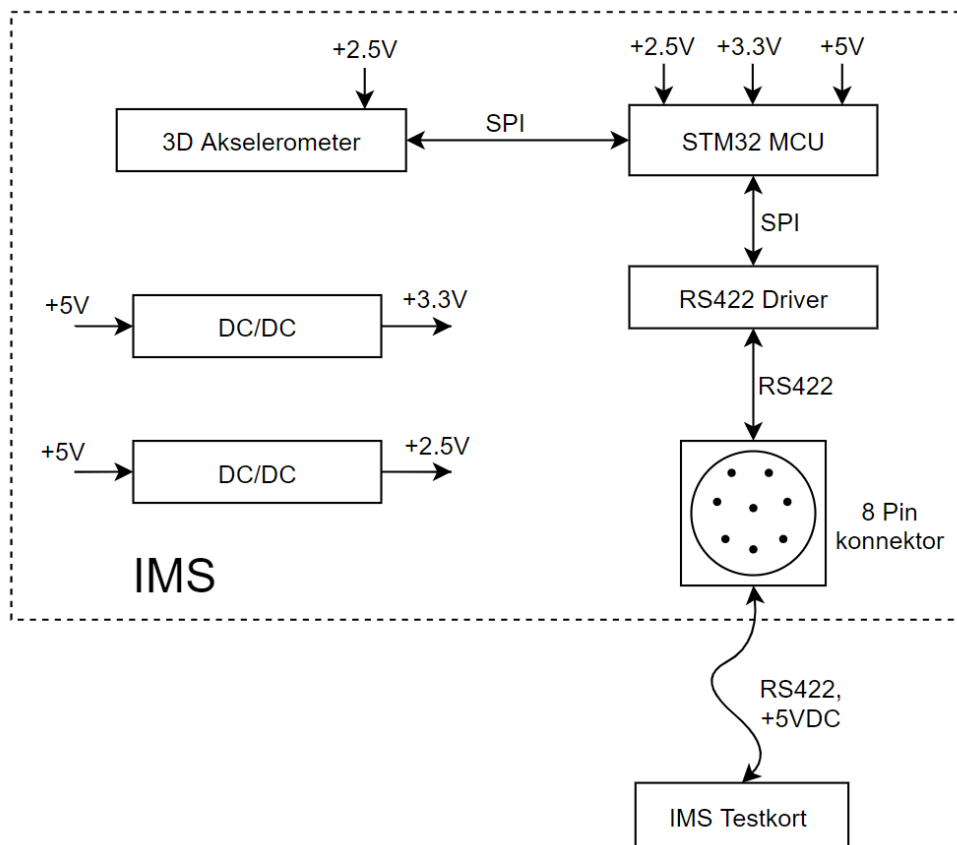 +2.5V
+2.5V
+3.3V
+5V
3D Akselerometer
SPI
STM32 MCU
SPI
+5V
DC/DC
+3.3V
RS422 Driver
RS422
+5V
DC/DC
+2.5V
8 Pin
konnektor
IMS
RS422,
+5VDC
IMS Testkort